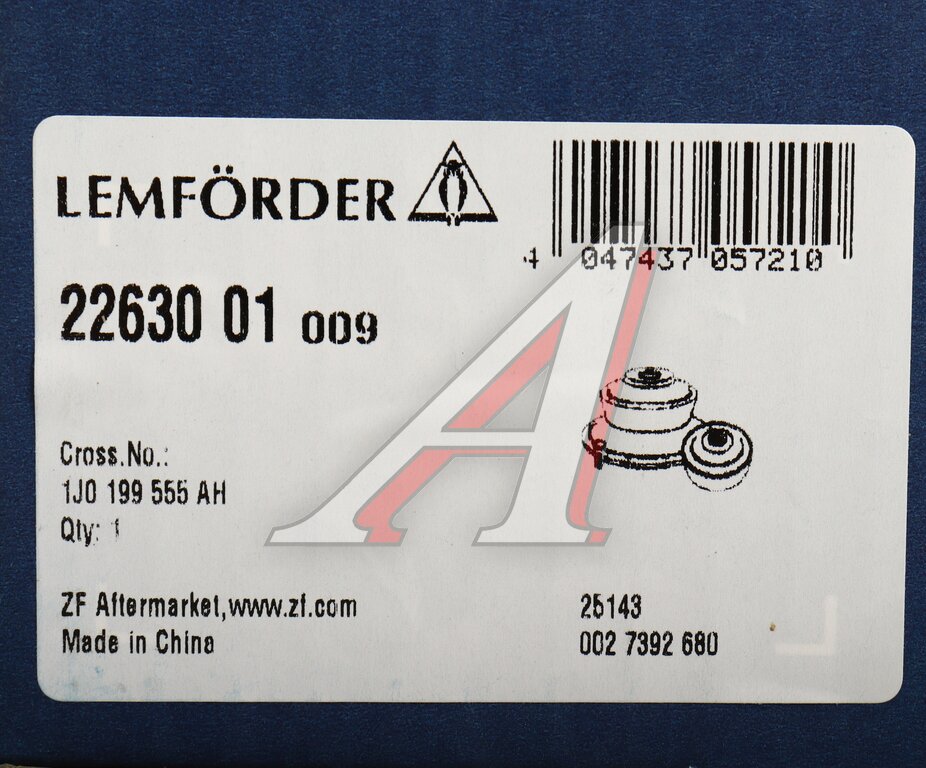 LEMFÖRDER
4 047437 057210
22630 01 009
Cross.No.:
1J0 199 555 AH
Qty: 1
ZF Aftermarket,www.zf.com
Made in China
25143
002 7392 680